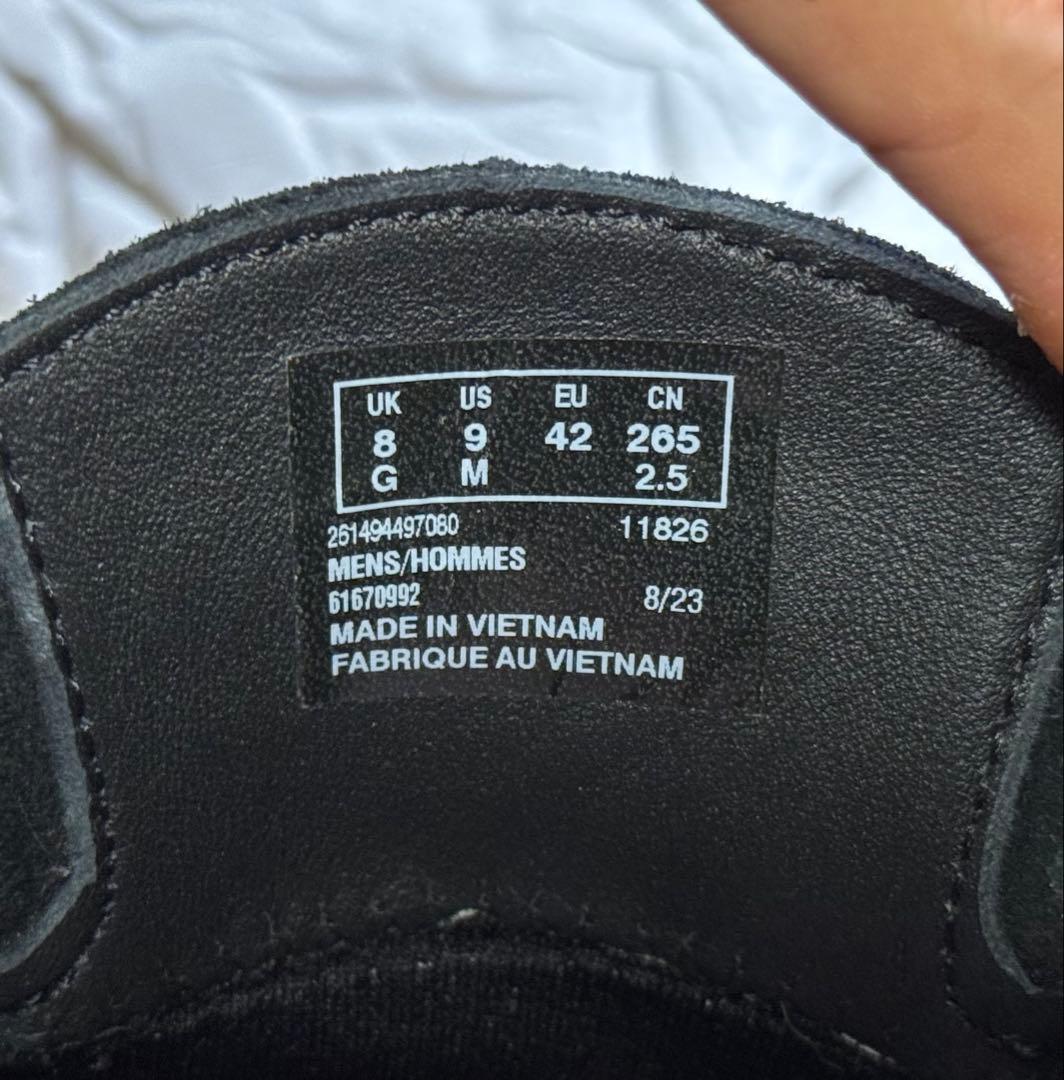 UK US EU CN
8 9 42 265
G M 2.5
261494497080 11826
MENS/HOMMES
61670992 8/23
MADE IN VIETNAM
FABRIQUE AU VIETNAM